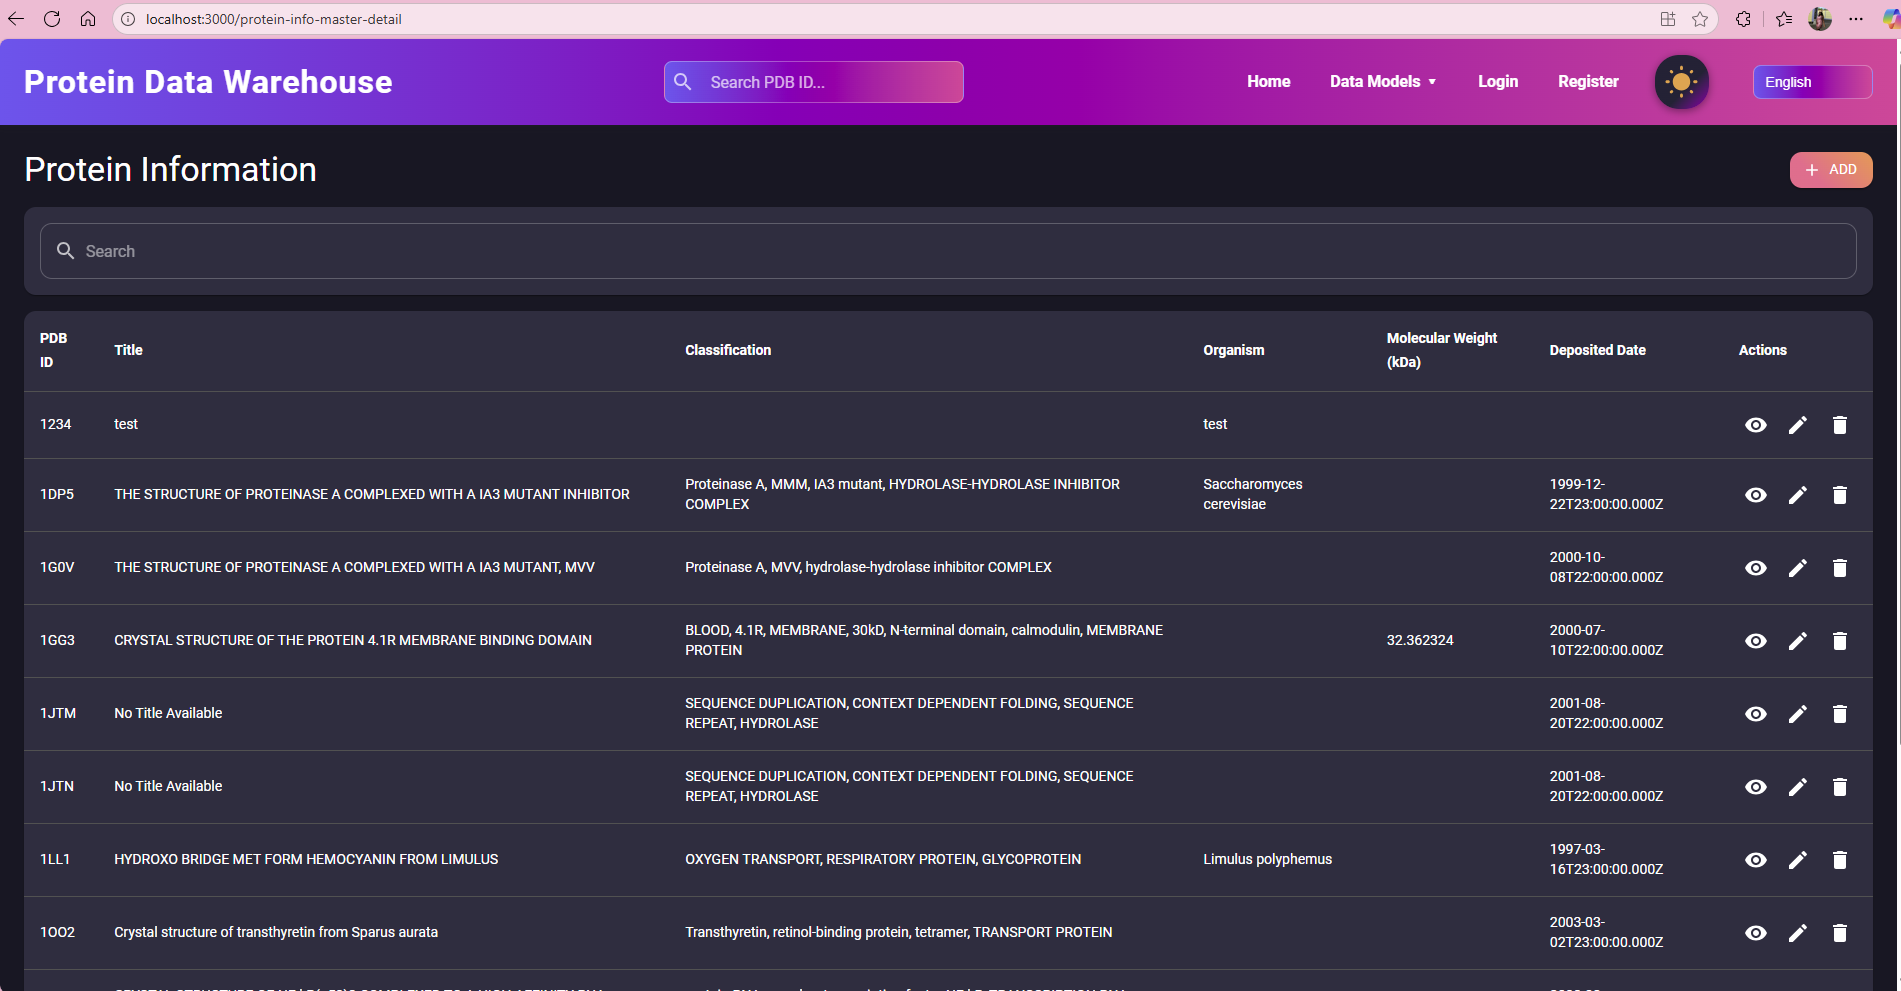 localhost:3000/protein-info-master-detail
Protein Data Warehouse
Search PDB ID...
Home
Data Models
Login
Register
English
Protein Information
+ ADD
Search
PDB
ID
Title
Classification
Organism
Molecular Weight
(kDa)
Deposited Date
Actions
1234
test
test
1DP5
THE STRUCTURE OF PROTEINASE A COMPLEXED WITH A IA3 MUTANT INHIBITOR
Proteinase A, MMM, IA3 mutant, HYDROLASE-HYDROLASE INHIBITOR
COMPLEX
Saccharomyces
cerevisiae
1999-12-
22T23:00:00.000Z
1G0V
THE STRUCTURE OF PROTEINASE A COMPLEXED WITH A IA3 MUTANT, MVV
Proteinase A, MVV, hydrolase-hydrolase inhibitor COMPLEX
2000-10-
08T22:00:00.000Z
1GG3
CRYSTAL STRUCTURE OF THE PROTEIN 4.1R MEMBRANE BINDING DOMAIN
BLOOD, 4.1R, MEMBRANE, 30kD, N-terminal domain, calmodulin, MEMBRANE
PROTEIN
32.362324
2000-07-
10T22:00:00.000Z
1JTM
No Title Available
SEQUENCE DUPLICATION, CONTEXT DEPENDENT FOLDING, SEQUENCE
REPEAT, HYDROLASE
2001-08-
20T22:00:00.000Z
1JTN
No Title Available
SEQUENCE DUPLICATION, CONTEXT DEPENDENT FOLDING, SEQUENCE
REPEAT, HYDROLASE
2001-08-
20T22:00:00.000Z
1LL1
HYDROXO BRIDGE MET FORM HEMOCYANIN FROM LIMULUS
OXYGEN TRANSPORT, RESPIRATORY PROTEIN, GLYCOPROTEIN
Limulus polyphemus
1997-03-
16T23:00:00.000Z
1OO2
Crystal structure of transthyretin from Sparus aurata
Transthyretin, retinol-binding protein, tetramer, TRANSPORT PROTEIN
2003-03-
02T23:00:00.000Z